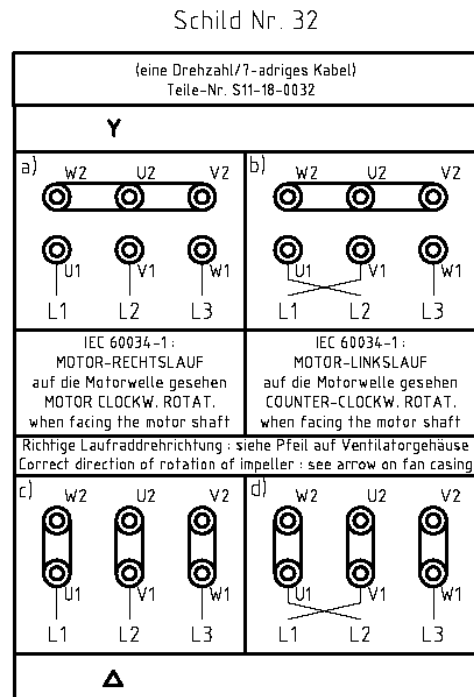 Schild Nr. 32
(eine Drehzahl/7-adriges Kabel)
Teile-Nr. S11-18-0032
Y
a) W2 U2 V2
U1 V1 W1
L1 L2 L3
b) W2 U2 V2
U1 V1 W1
L1 L2 L3
IEC 60034-1 :
MOTOR-RECHTSLAUF
auf die Motorwelle gesehen
MOTOR CLOCKW. ROTAT.
when facing the motor shaft
IEC 60034-1 :
MOTOR-LINKSLAUF
auf die Motorwelle gesehen
COUNTER-CLOCKW. ROTAT.
when facing the motor shaft
Richtige Laufraddrehrichtung : siehe Pfeil auf Ventilatorgehäuse
Correct direction of rotation of impeller : see arrow on fan casing
c) W2 U2 V2
U1 V1 W1
L1 L2 L3
d) W2 U2 V2
U1 V1 W1
L1 L2 L3
Δ